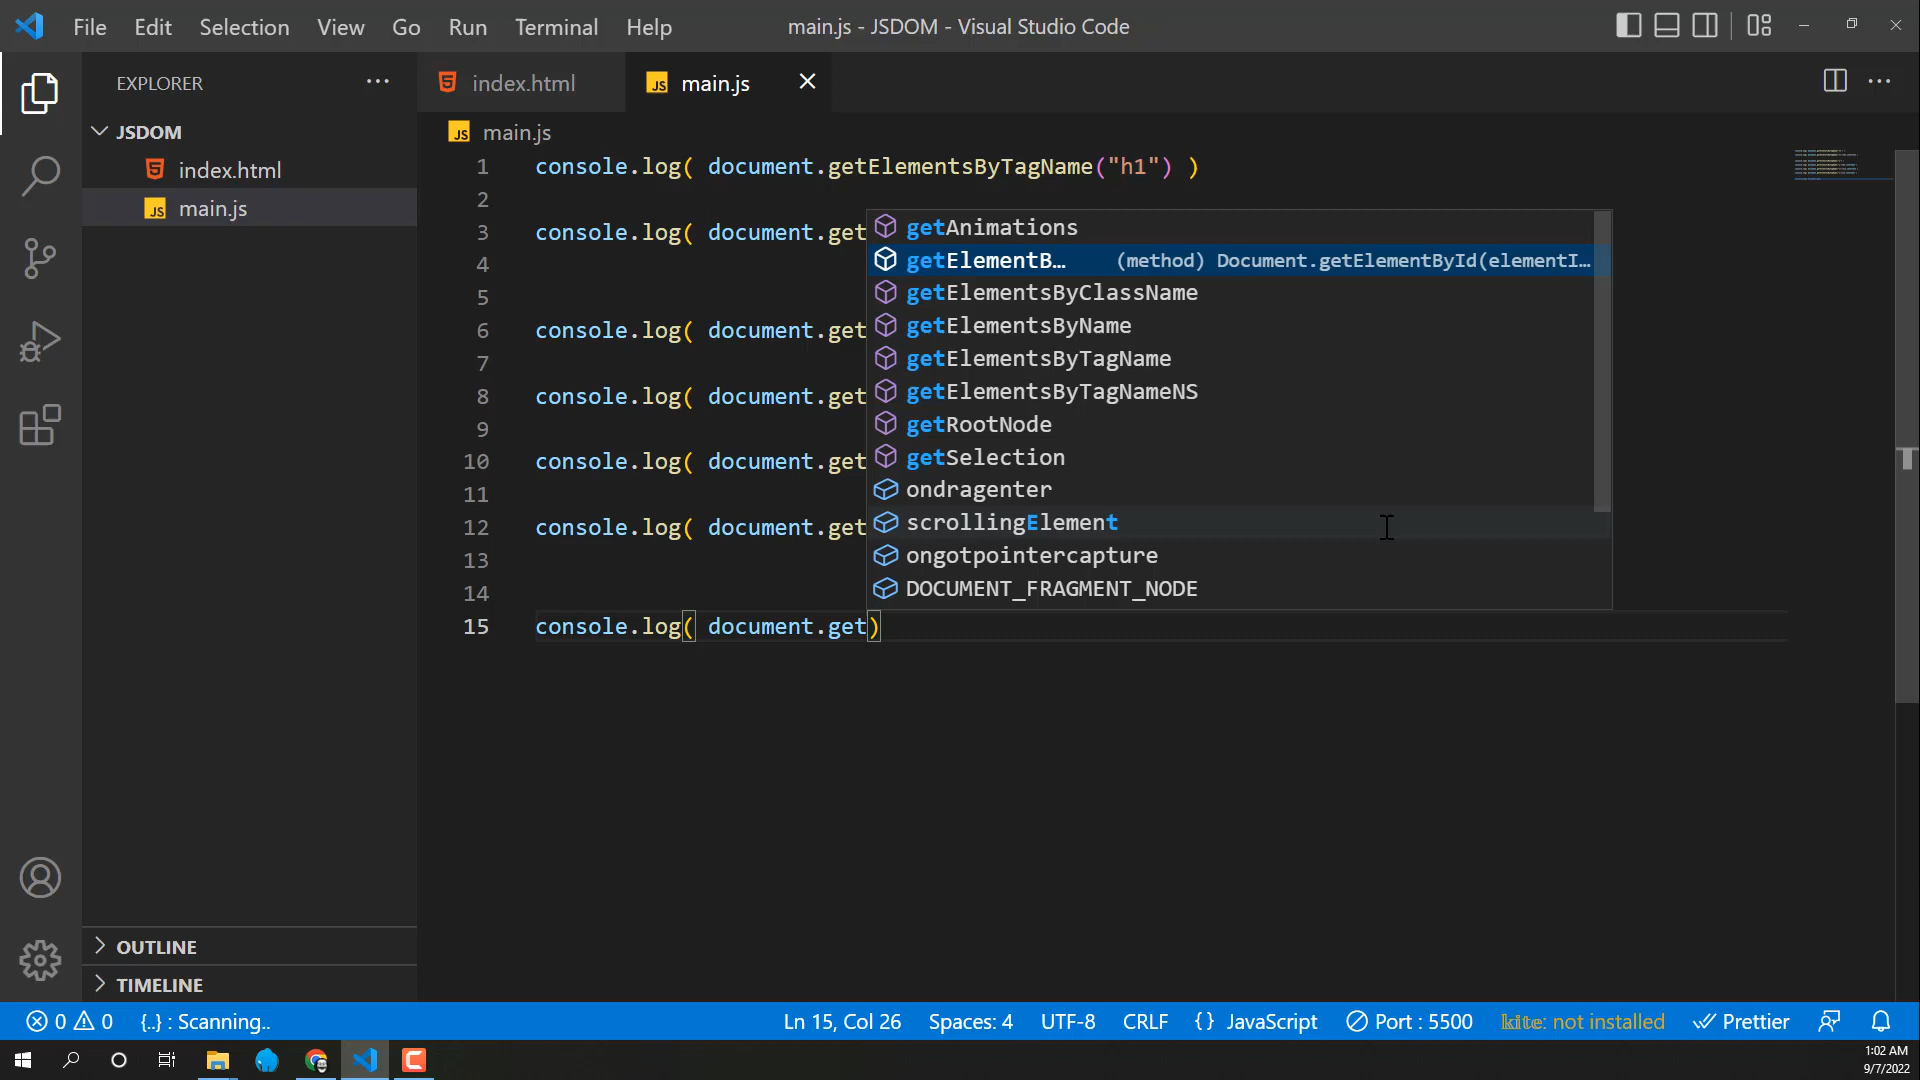 File Edit Selection View Go Run Terminal Help
main.js - JSDOM - Visual Studio Code
EXPLORER
JSDOM
index.html
main.js
OUTLINE
TIMELINE
index.html
JS main.js
JS main.js
1 console.log( document.getElementsByTagName("h1") )
2
3 console.log( document.get
4
5
6 console.log( document.get
7
8 console.log( document.get
9
10 console.log( document.get
11
12 console.log( document.get
13
14
15 console.log( document.get)
getAnimations
getElementB… (method) Document.getElementById(elementI…
getElementsByClassName
getElementsByName
getElementsByTagName
getElementsByTagNameNS
getRootNode
getSelection
ondragenter
scrollingElement
ongotpointercapture
DOCUMENT_FRAGMENT_NODE
0 0 {..} : Scanning.. Ln 15, Col 26 Spaces: 4 UTF-8 CRLF {} JavaScript Port : 5500 kite: not installed Prettier
1:02 AM
9/7/2022